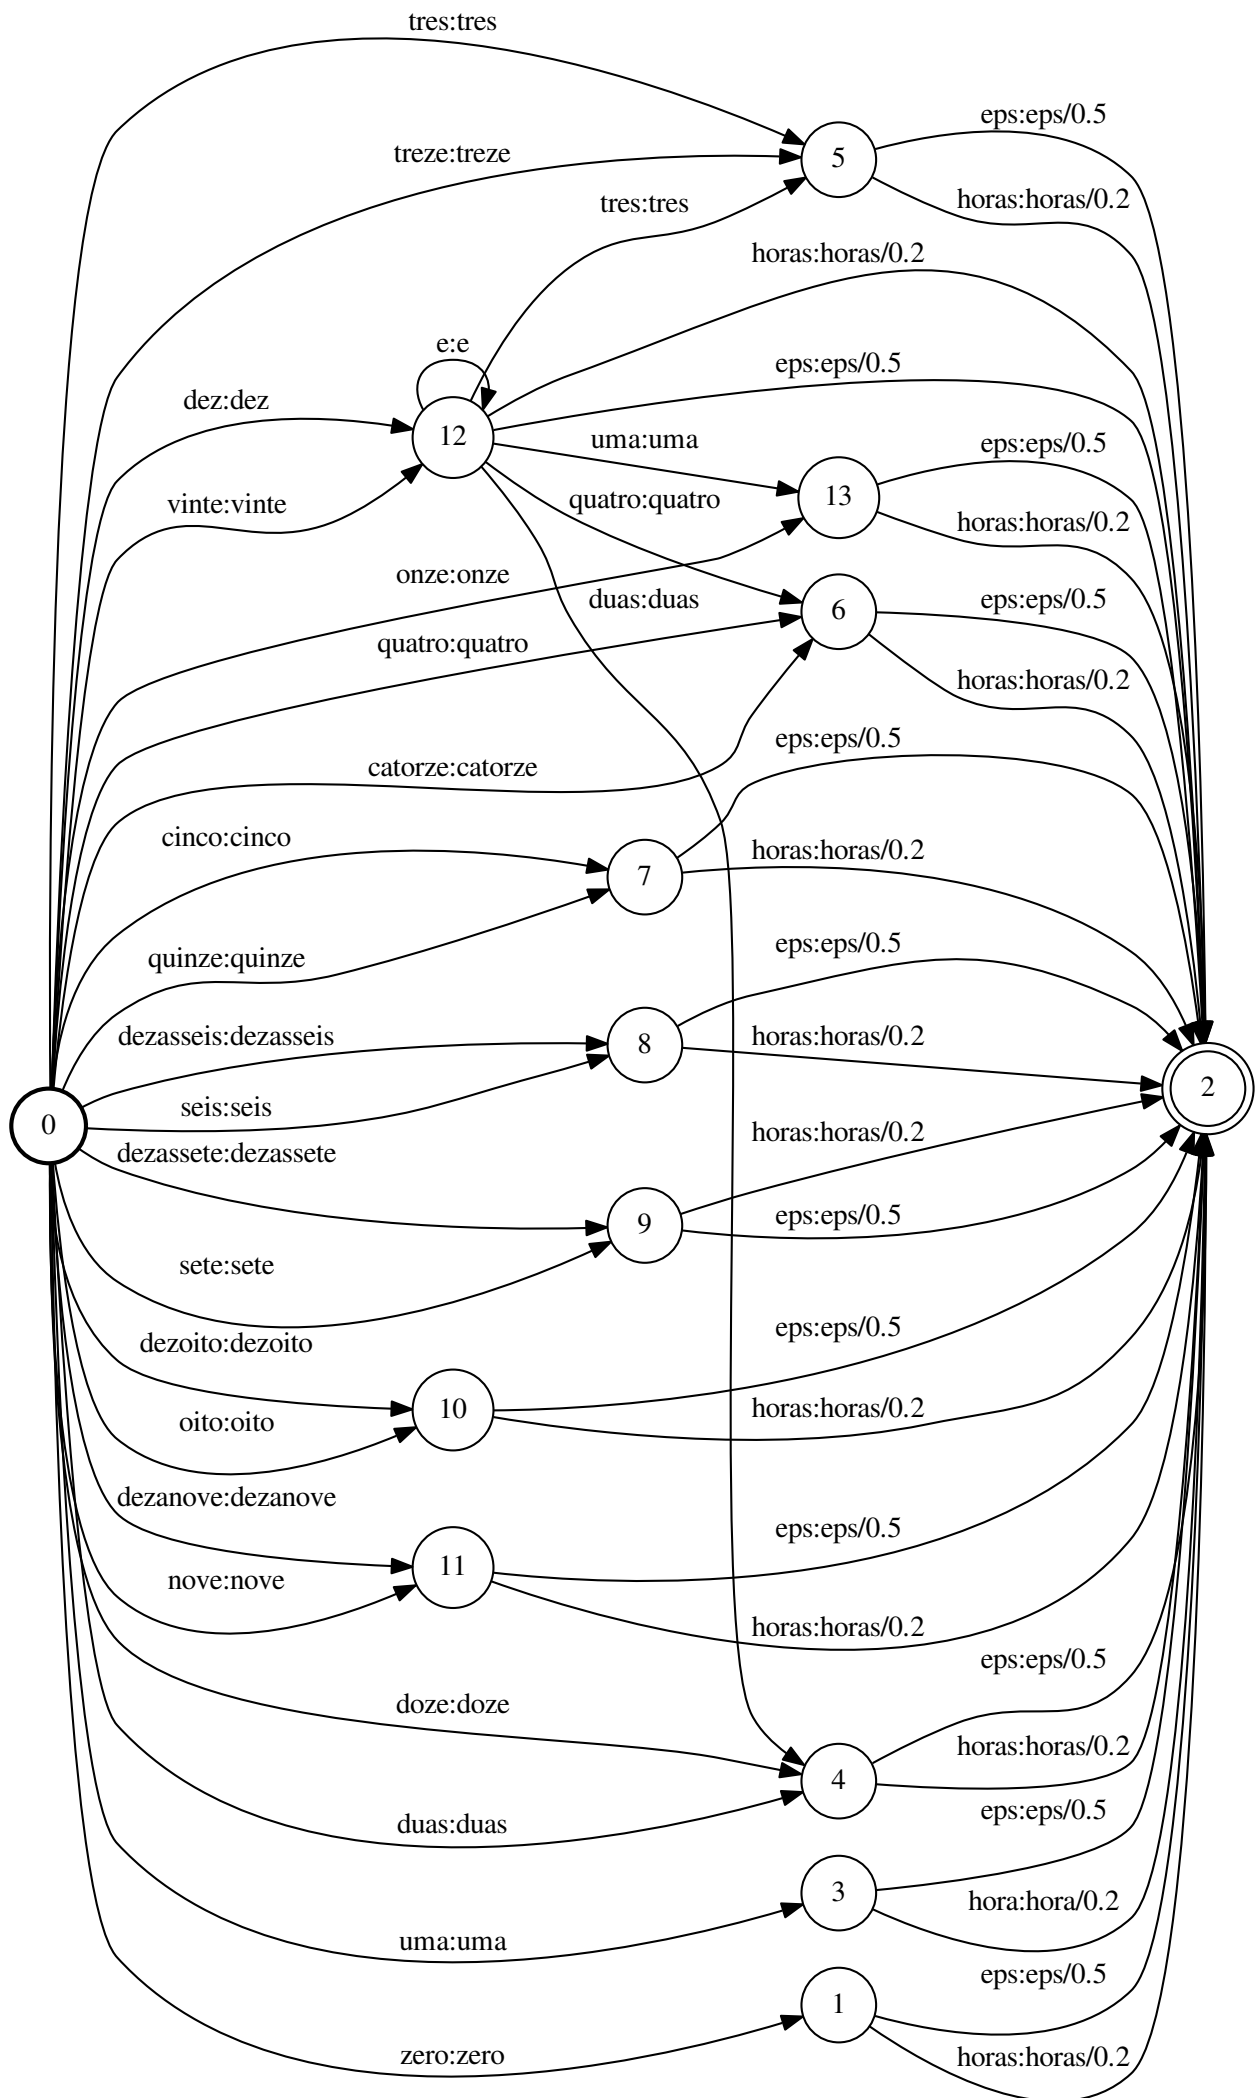 tres:tres
eps:eps/0.5
treze:treze
5
horas:horas/0.2
tres:tres
horas:horas/0.2
e:e
eps:eps/0.5
dez:dez
12
uma:uma
eps:eps/0.5
13
vinte:vinte
quatro:quatro
horas:horas/0.2
onze:onze
duas:duas
eps:eps/0.5
6
quatro:quatro
horas:horas/0.2
eps:eps/0.5
catorze:catorze
cinco:cinco
horas:horas/0.2
7
eps:eps/0.5
quinze:quinze
dezasseis:dezasseis
8
horas:horas/0.2
2
seis:seis
0
horas:horas/0.2
dezassete:dezassete
9
eps:eps/0.5
sete:sete
eps:eps/0.5
dezoito:dezoito
10
horas:horas/0.2
oito:oito
dezanove:dezanove
eps:eps/0.5
11
nove:nove
horas:horas/0.2
eps:eps/0.5
doze:doze
horas:horas/0.2
4
eps:eps/0.5
duas:duas
3
hora:hora/0.2
uma:uma
eps:eps/0.5
1
zero:zero
horas:horas/0.2